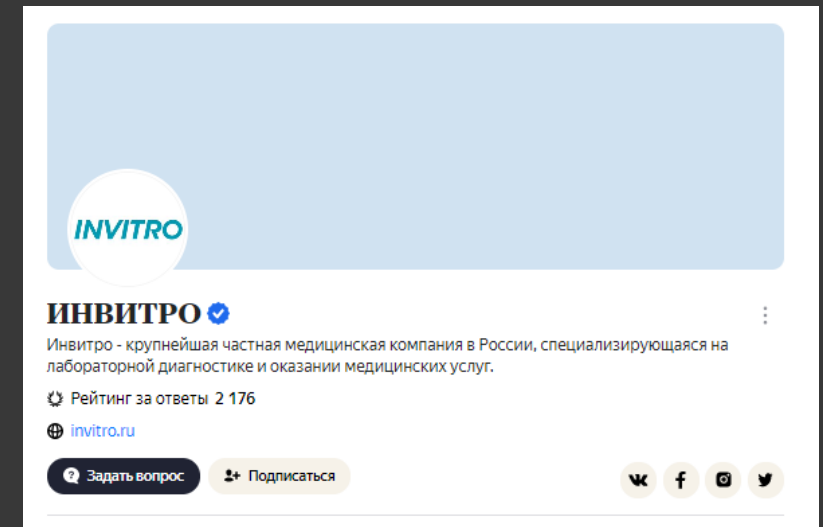 INVITRO
ИНВИТРО
Инвитро - крупнейшая частная медицинская компания в России, специализирующаяся на
лабораторной диагностике и оказании медицинских услуг.
Рейтинг за ответы 2 176
invitro.ru
Задать вопрос
Подписаться